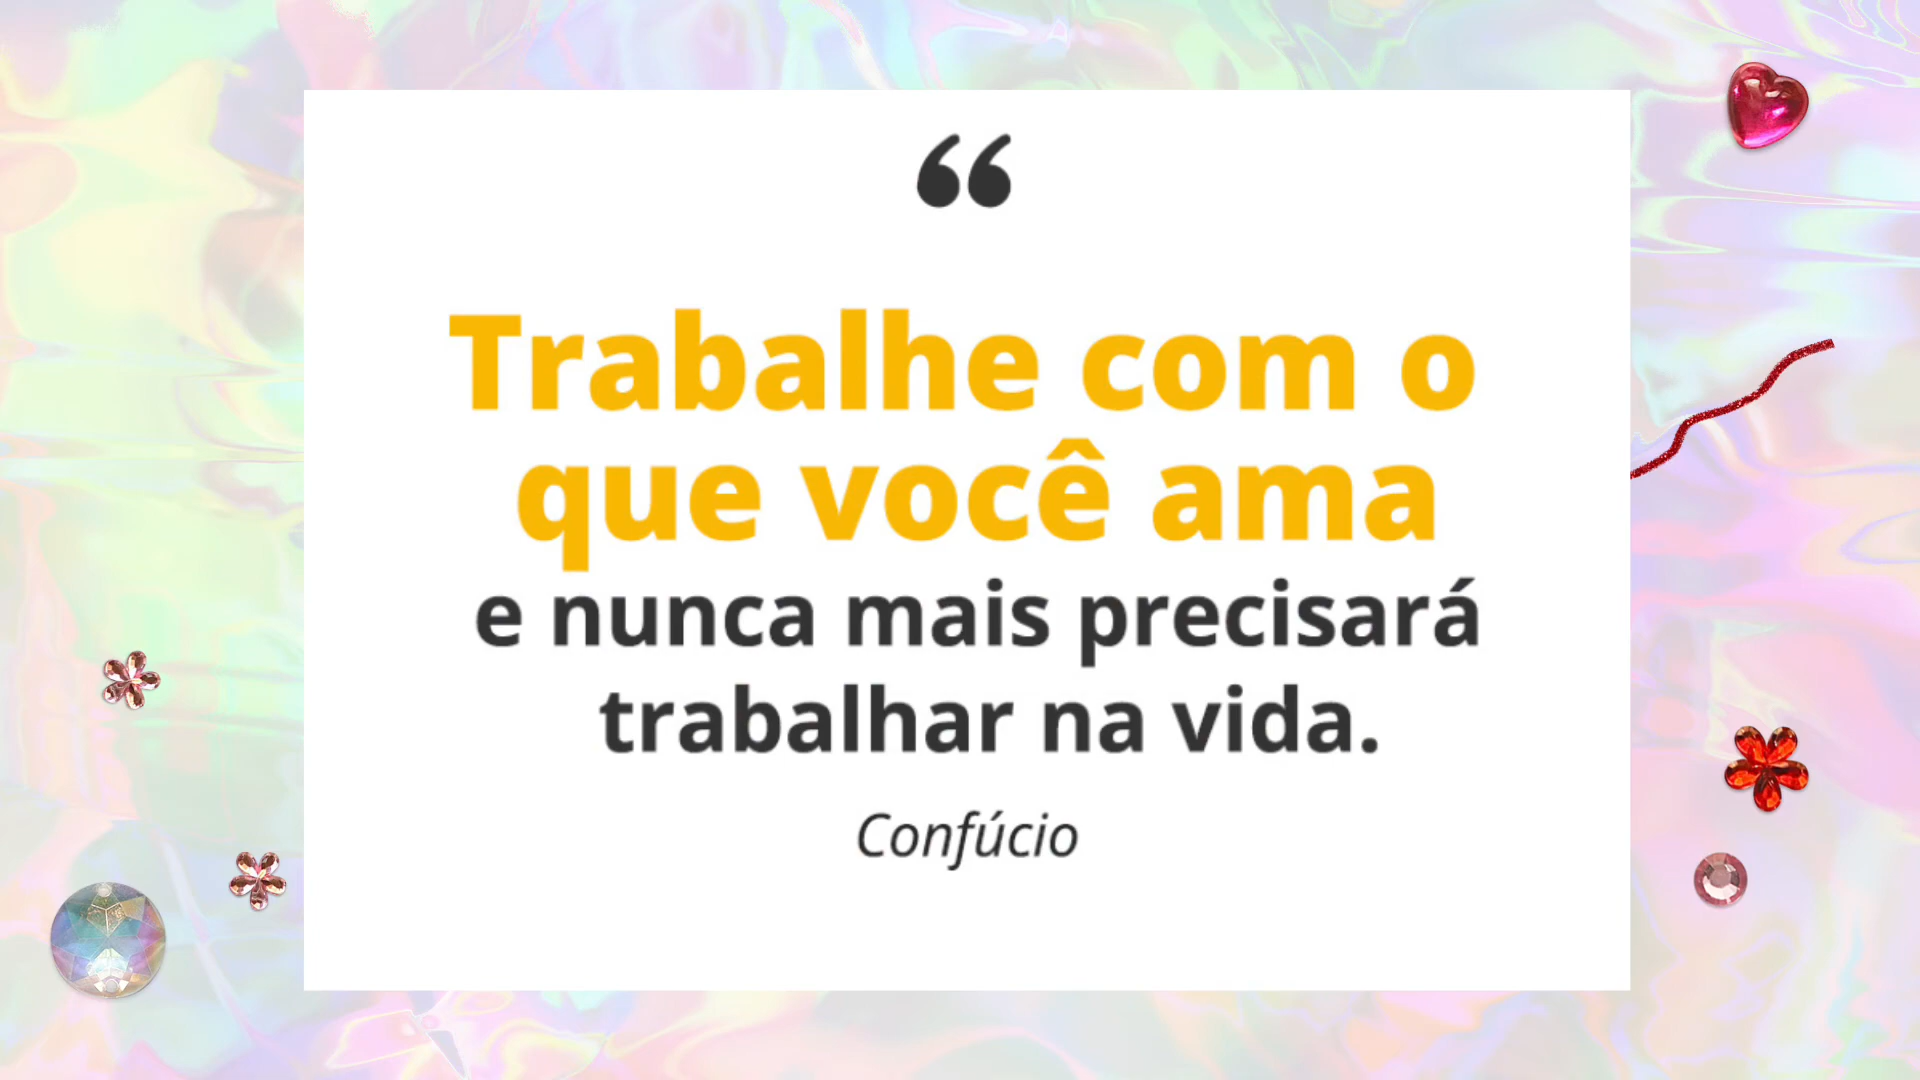 “
Trabalhe com o
que você ama
e nunca mais precisará
trabalhar na vida.
Confúcio